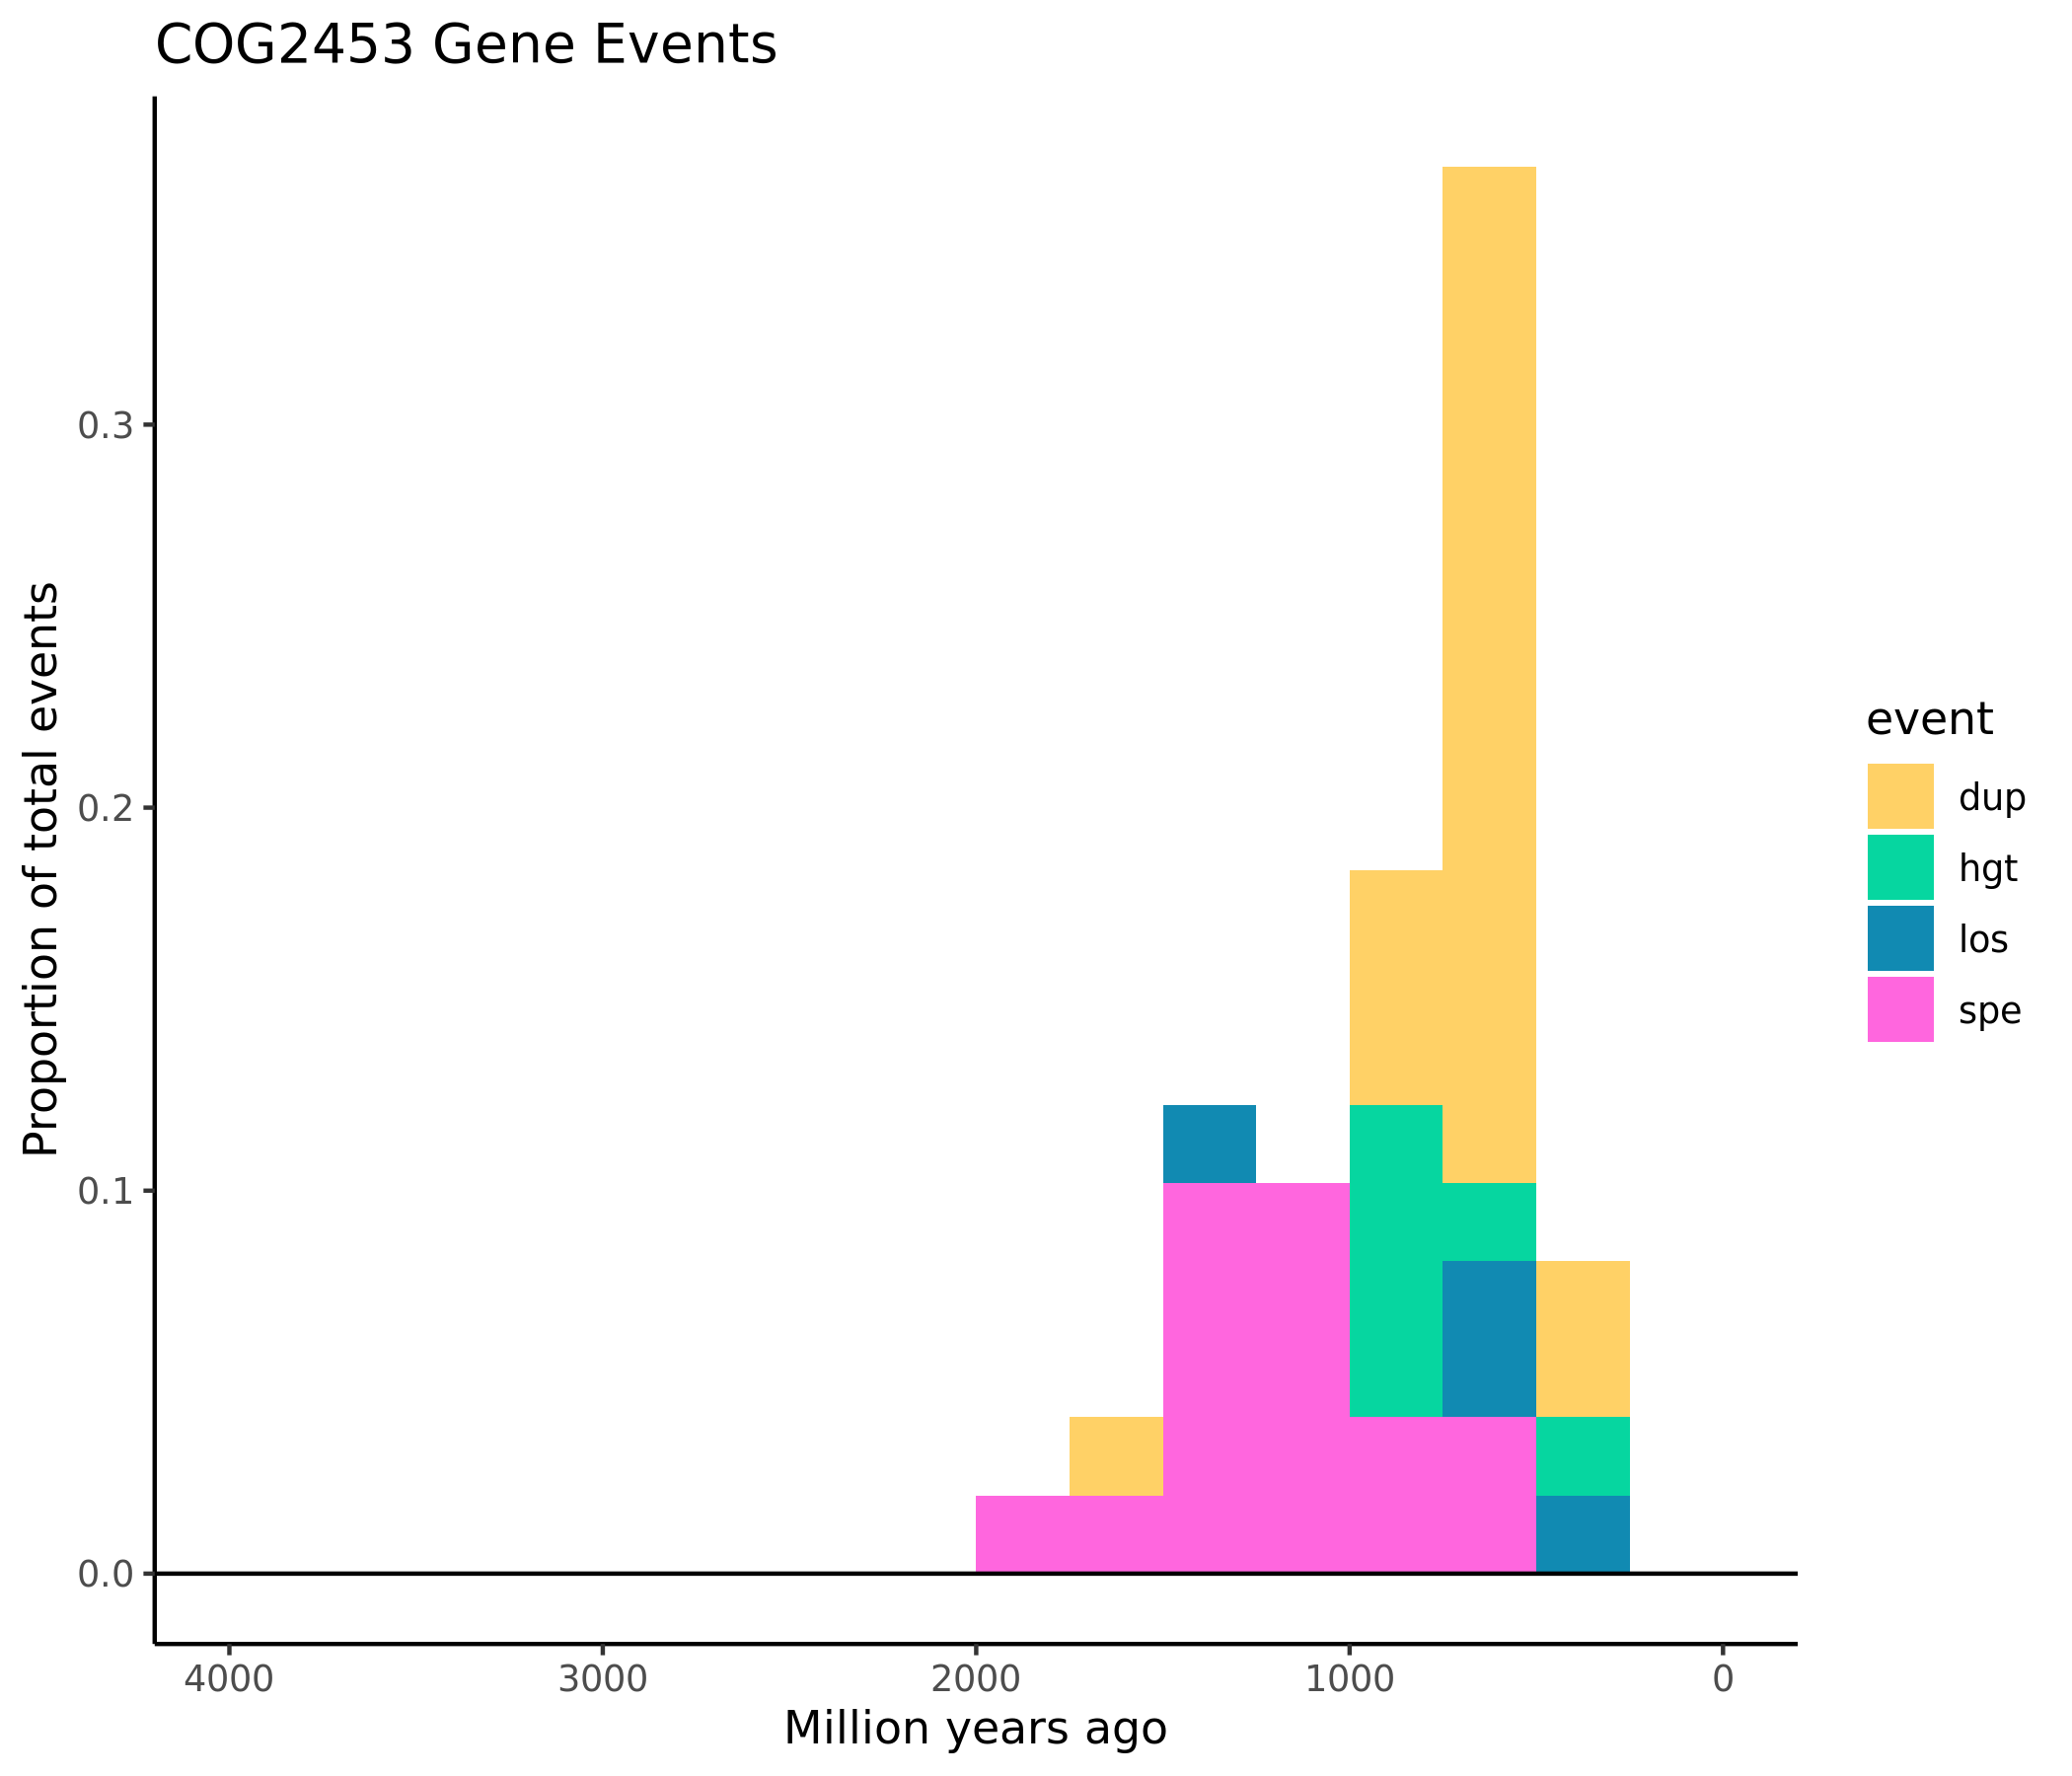 COG2453 Gene Events
Proportion of total events
0.3
0.2
0.1
0.0
4000 3000 2000 1000 0
Million years ago
event
dup
hgt
los
spe